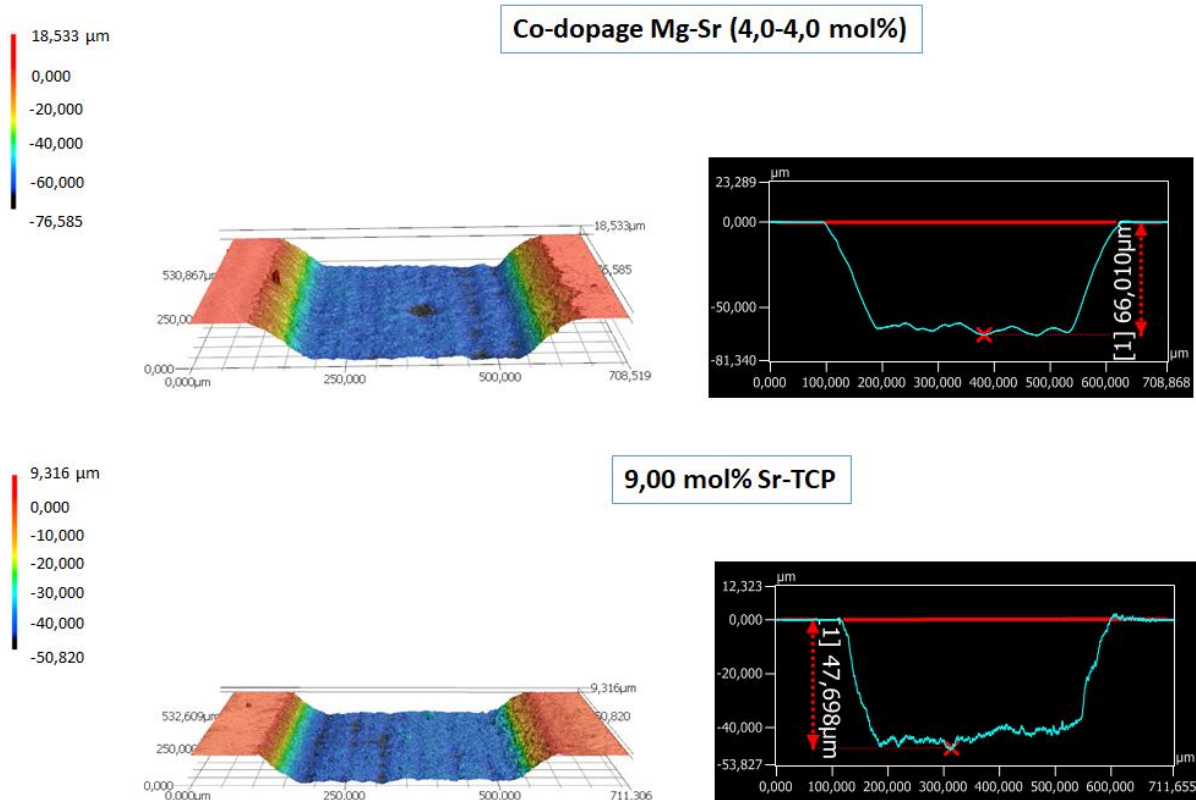 Co-dopage Mg-Sr (4,0-4,0 mol%)
18,533 µm
0,000
-20,000
-40,000
-60,000
-76,585
18,533µm
530,867µm
250,00
0,000
0,000µm
250,000
500,000
708,519
µm
23,289
0,000
-50,000
-81,340
[1] 66,010µm
µm
0,000 100,000 200,000 300,000 400,000 500,000 600,000 708,868
9,00 mol% Sr-TCP
9,316 µm
0,000
-10,000
-20,000
-30,000
-40,000
-50,820
9,316µm
532,609µm
50,820
250,000
0,000
0,000µm
250,000
500,000
711,306
µm
12,323
0,000
-20,000
-40,000
-53,827
1] 47,698µm
µm
0,000 100,000 200,000 300,000 400,000 500,000 600,000 711,655